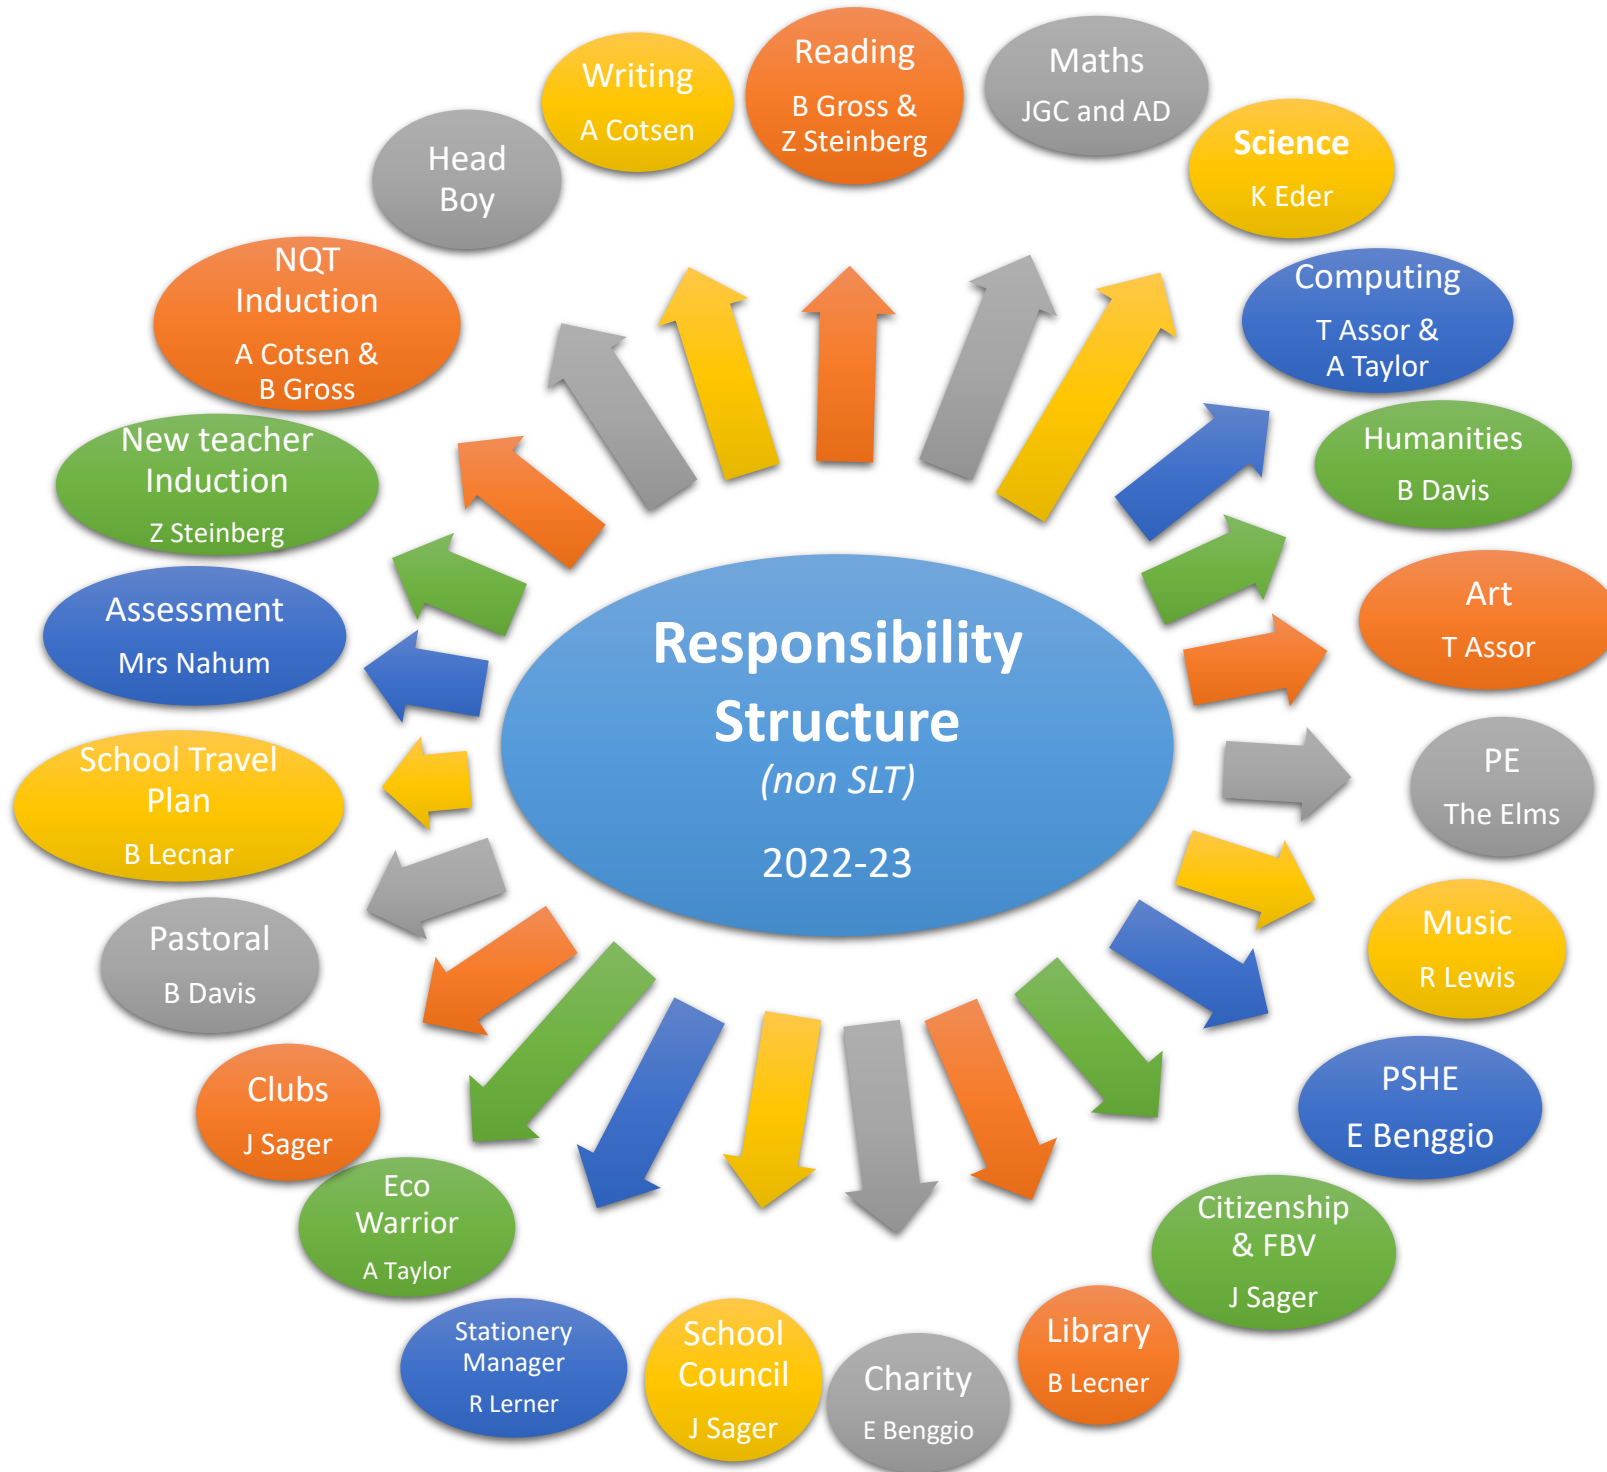 Responsibility
Structure
(non SLT)
2022-23
Reading
B Gross &
Z Steinberg
Maths
JGC and AD
Science
K Eder
Computing
T Assor &
A Taylor
Humanities
B Davis
Art
T Assor
PE
The Elms
Music
R Lewis
PSHE
E Benggio
Citizenship
& FBV
J Sager
Library
B Lecner
Charity
E Benggio
School
Council
J Sager
Stationery
Manager
R Lerner
Eco
Warrior
A Taylor
Clubs
J Sager
Pastoral
B Davis
School Travel
Plan
B Lecnar
Assessment
Mrs Nahum
New teacher
Induction
Z Steinberg
NQT
Induction
A Cotsen &
B Gross
Head
Boy
Writing
A Cotsen